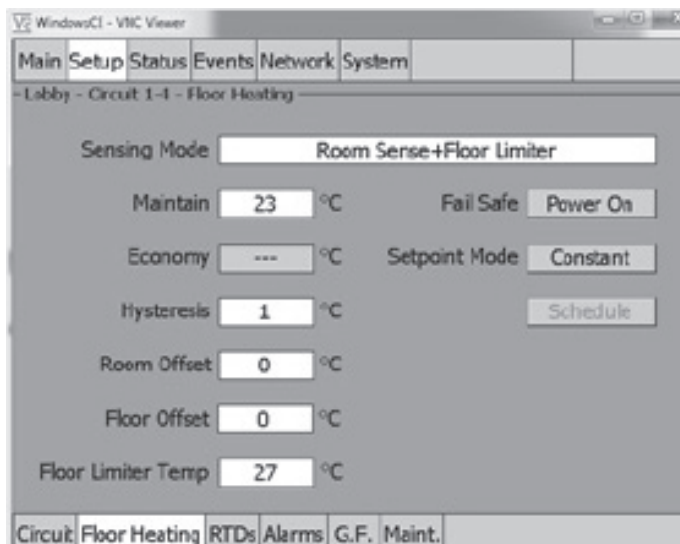 WindowsCI - VNC Viewer
Main Setup Status Events Network System
Lobby - Circuit 1-1 - Floor Heating
Sensing Mode Room Sense+Floor Limiter
Maintain 23 °C Fail Safe Power On
Economy --- °C Setpoint Mode Constant
Hysteresis 1 °C Schedule
Room Offset 0 °C
Floor Offset 0 °C
Floor Limiter Temp 27 °C
Circuit Floor Heating RTDs Alarms G.F. Maint.